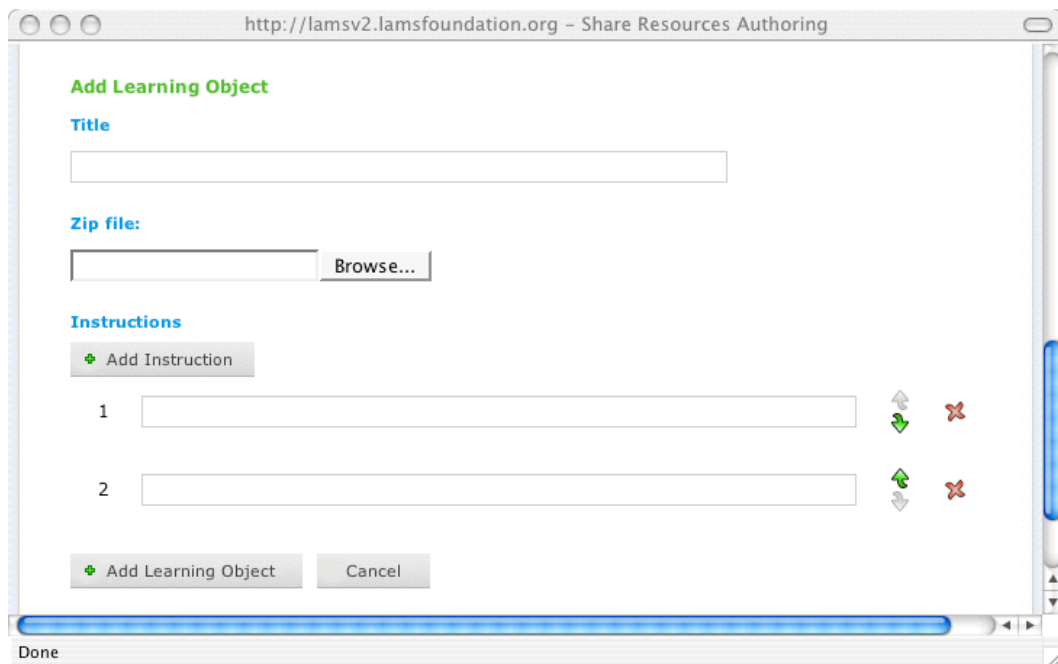 http://lamsv2.lamsfoundation.org – Share Resources Authoring
Add Learning Object
Title
Zip file:
Browse...
Instructions
Add Instruction
1
2
Add Learning Object Cancel
Done